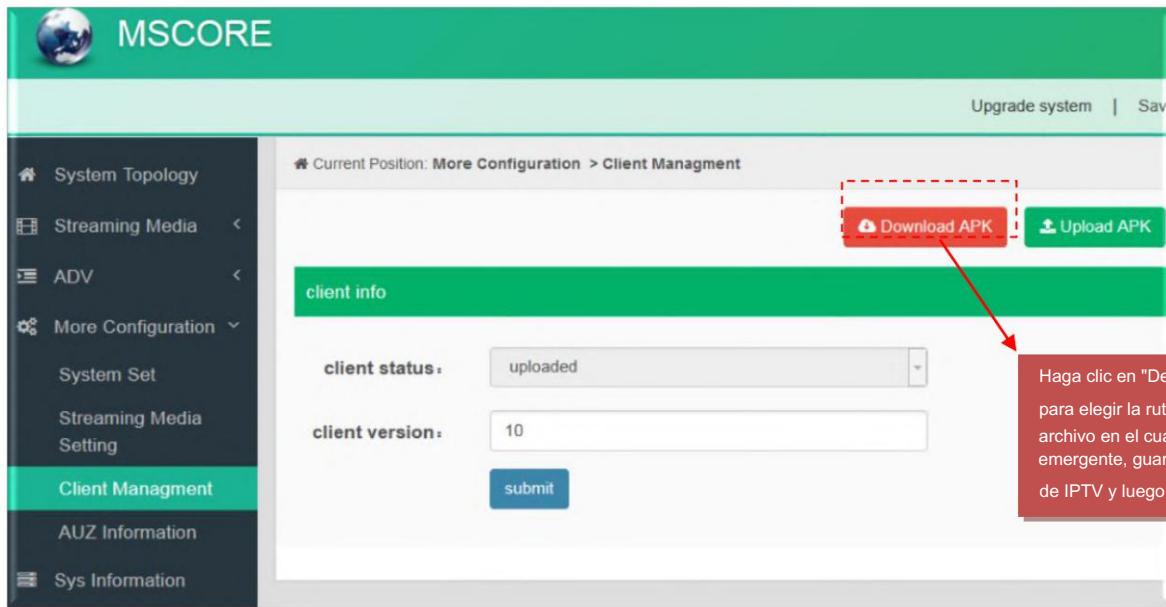 MSCORE
Upgrade system | Sav
System Topology
Streaming Media
ADV
More Configuration
System Set
Streaming Media
Setting
Client Managment
AUZ Information
Sys Information
Current Position: More Configuration > Client Managment
Download APK
Upload APK
client info
client status:
uploaded
client version:
10
submit
Haga clic en "De
para elegir la rut
archivo en el cua
emergente, guar
de IPTV y luego